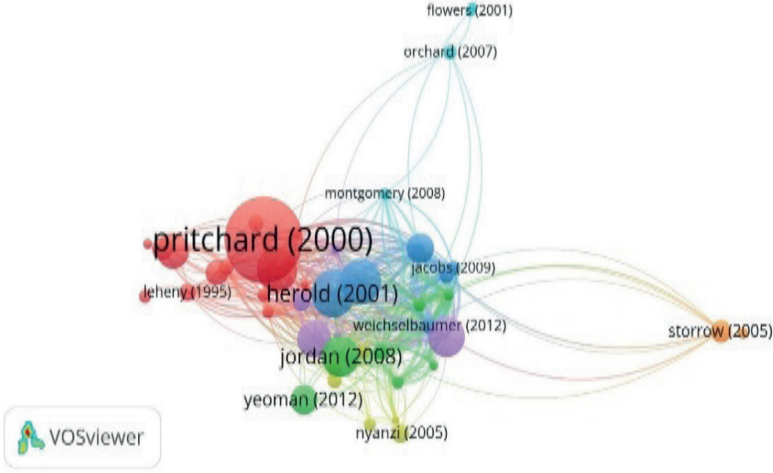 flowers (2001)
orchard (2007)
montgomery (2008)
pritchard (2000)
jacobs (2009)
leheny (1995)
herold (2001)
weichselbaumer (2012)
storrow (2005)
jordan (2008)
yeoman (2012)
nyanzi (2005)
VOSviewer